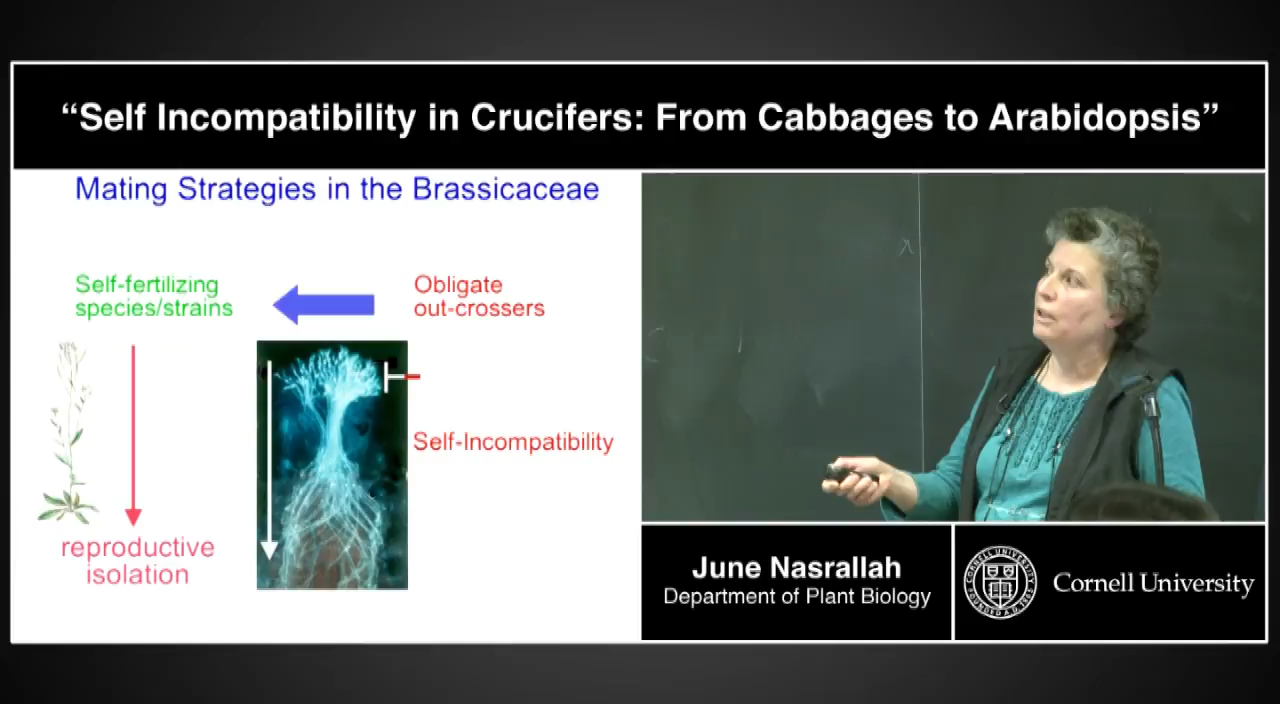 “Self Incompatibility in Crucifers: From Cabbages to Arabidopsis”
Mating Strategies in the Brassicaceae
Self-fertilizing
species/strains
Obligate
out-crossers
Self-Incompatibility
reproductive
isolation
June Nasrallah
Department of Plant Biology
Cornell University